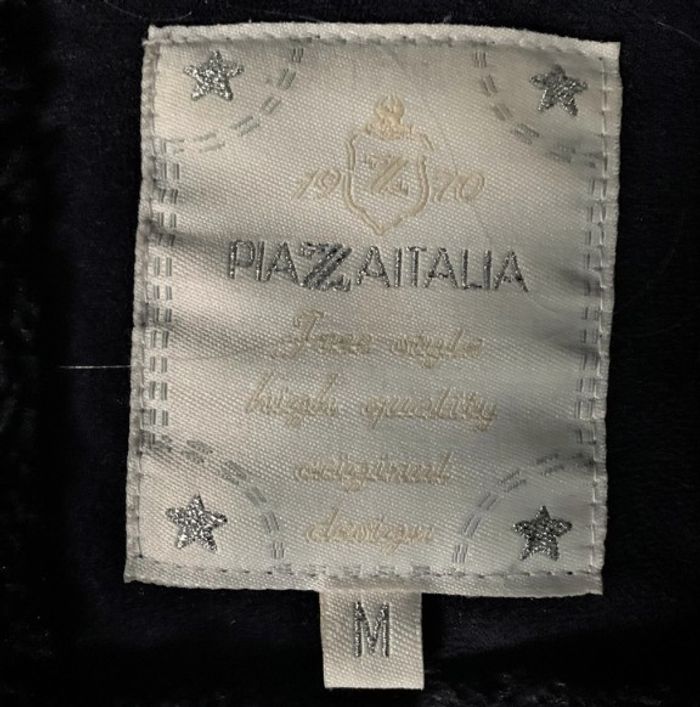 19 Z 70
PIAZZAITALIA
Free style
high quality
original
design
M